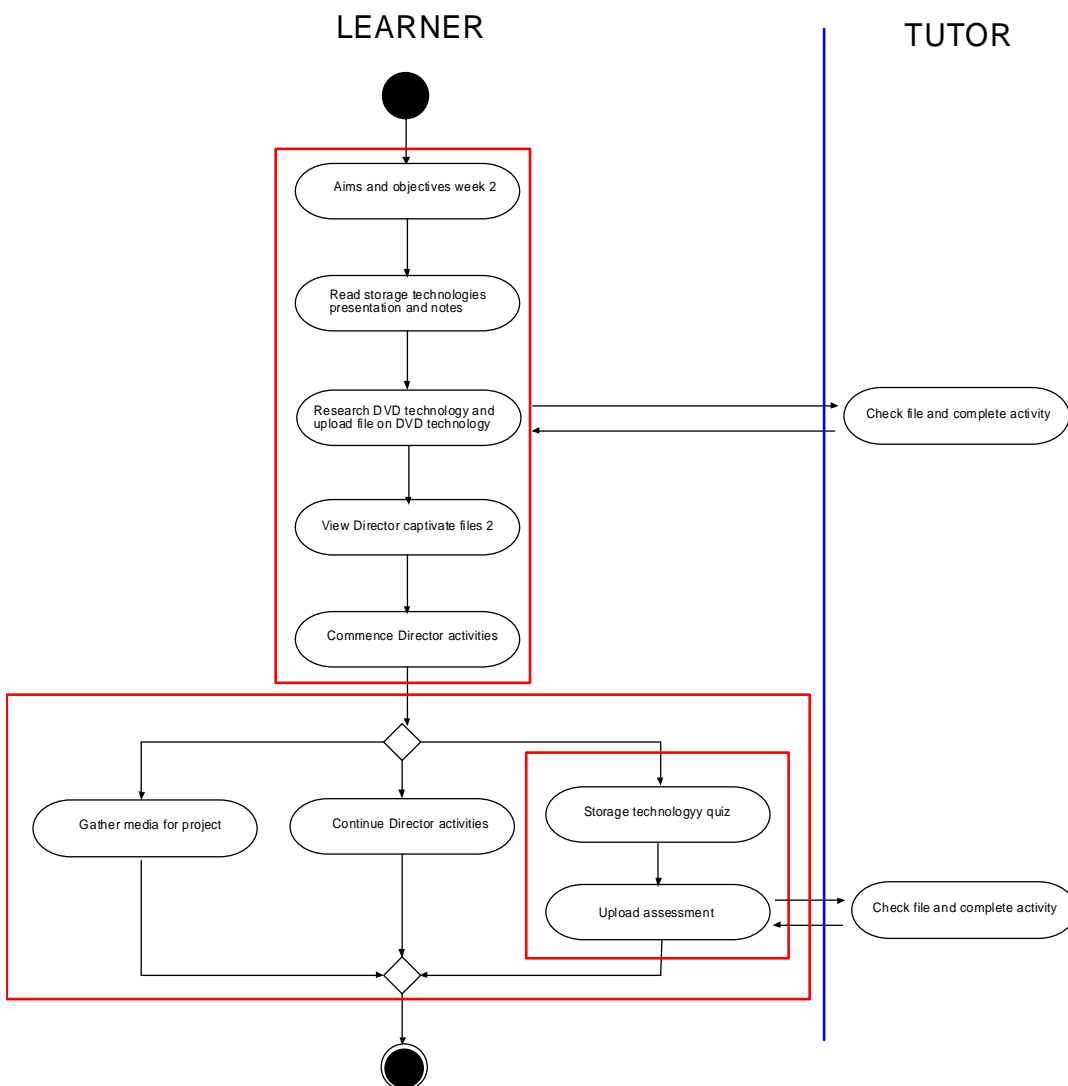 LEARNER
TUTOR
Aims and objectives week 2
Read storage technologies
presentation and notes
Research DVD technology and
upload file on DVD technology
Check file and complete activity
View Director captivate files 2
Commence Director activities
Gather media for project
Continue Director activities
Storage technologyy quiz
Upload assessment
Check file and complete activity